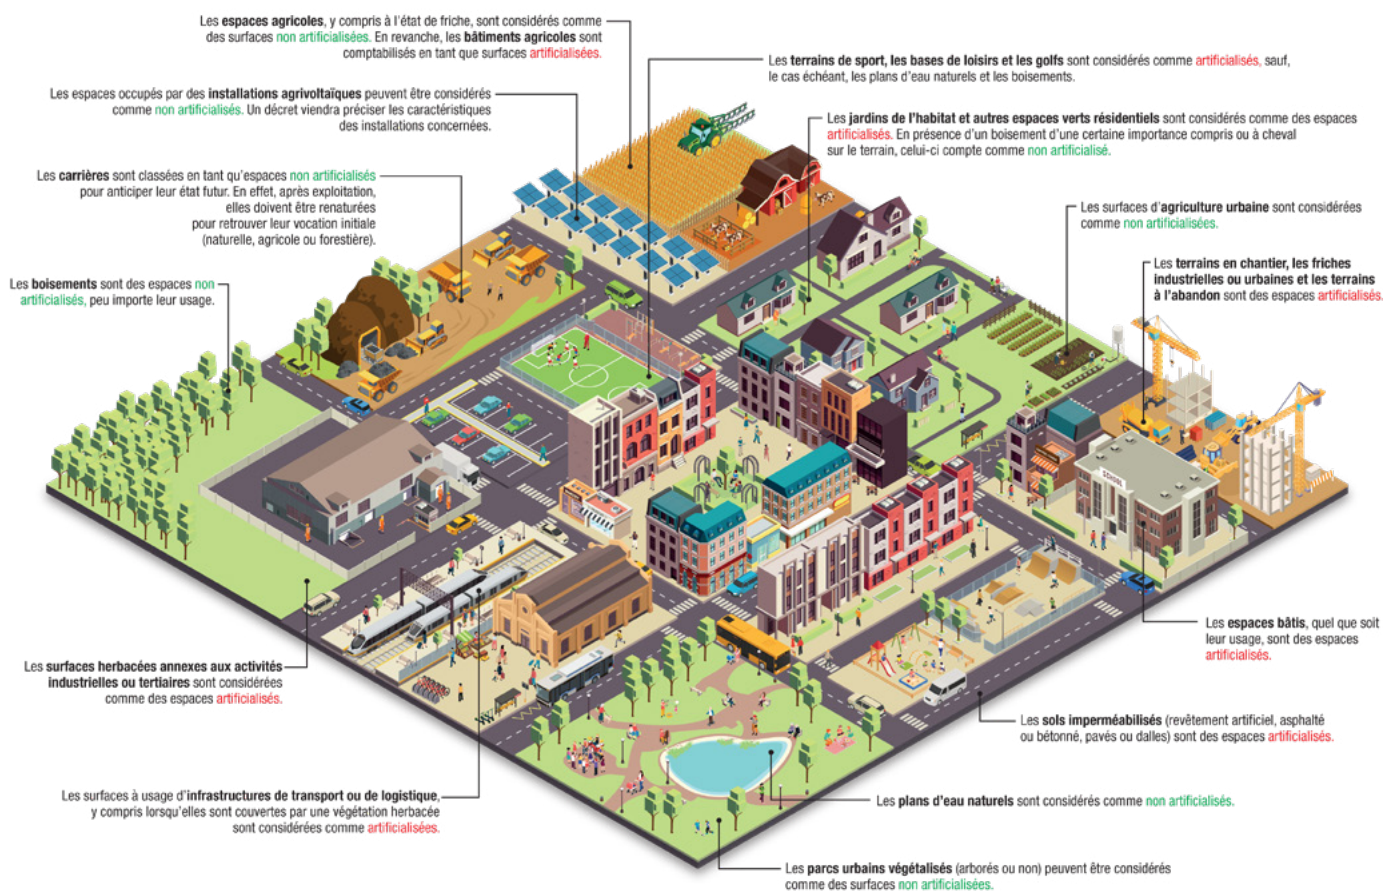 Les espaces agricoles, y compris à l'état de friche, sont considérés comme
des surfaces non artificialisées. En revanche, les bâtiments agricoles sont
comptabilisés en tant que surfaces artificialisées.
Les terrains de sport, les bases de loisirs et les golfs sont considérés comme artificialisés, sauf,
le cas échéant, les plans d'eau naturels et les boisements.
Les espaces occupés par des installations agrivoltaïques peuvent être considérés
comme non artificialisés. Un décret viendra préciser les caractéristiques
des installations concernées.
Les jardins de l'habitat et autres espaces verts résidentiels sont considérés comme des espaces
artificialisés. En présence d'un boisement d'une certaine importance compris ou à cheval
sur le terrain, celui-ci compte comme non artificialisé.
Les carrières sont classées en tant qu'espaces non artificialisés
pour anticiper leur état futur. En effet, après exploitation,
elles doivent être renaturées
pour retrouver leur vocation initiale
(naturelle, agricole ou forestière).
Les surfaces d'agriculture urbaine sont considérées
comme non artificialisées.
Les terrains en chantier, les friches
industrielles ou urbaines et les terrains
à l'abandon sont des espaces artificialisés.
Les boisements sont des espaces non
artificialisés, peu importe leur usage.
SCHOOL
Les espaces bâtis, quel que soit
leur usage, sont des espaces
artificialisés.
Les surfaces herbacées annexes aux activités
industrielles ou tertiaires sont considérées
comme des espaces artificialisés.
Les sols imperméabilisés (revêtement artificiel, asphalté
ou bétonné, pavés ou dalles) sont des espaces artificialisés.
Les surfaces à usage d'infrastructures de transport ou de logistique,
y compris lorsqu'elles sont couvertes par une végétation herbacée
sont considérées comme artificialisées.
Les plans d'eau naturels sont considérés comme non artificialisés.
Les parcs urbains végétalisés (arborés ou non) peuvent être considérés
comme des surfaces non artificialisées.